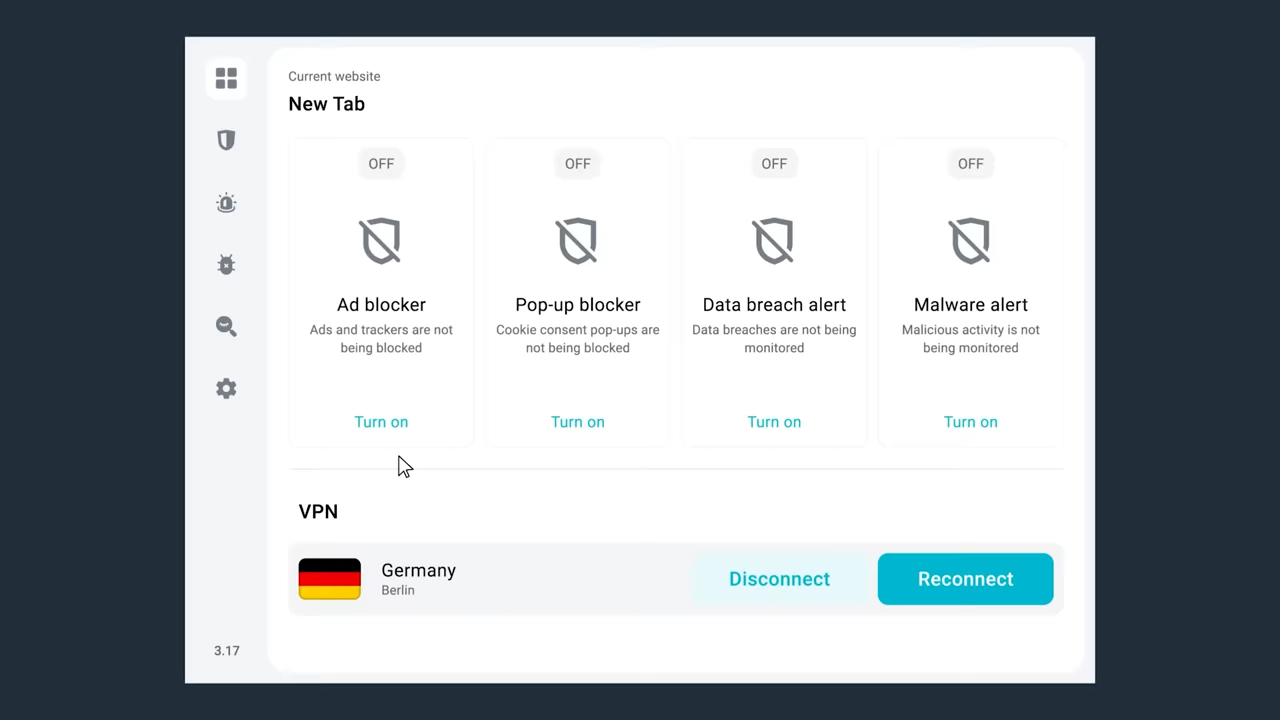 Current website
New Tab
OFF
Ad blocker
Ads and trackers are not
being blocked
Turn on
OFF
Pop-up blocker
Cookie consent pop-ups are
not being blocked
Turn on
OFF
Data breach alert
Data breaches are not being
monitored
Turn on
OFF
Malware alert
Malicious activity is not
being monitored
Turn on
VPN
Germany
Berlin
Disconnect
Reconnect
3.17